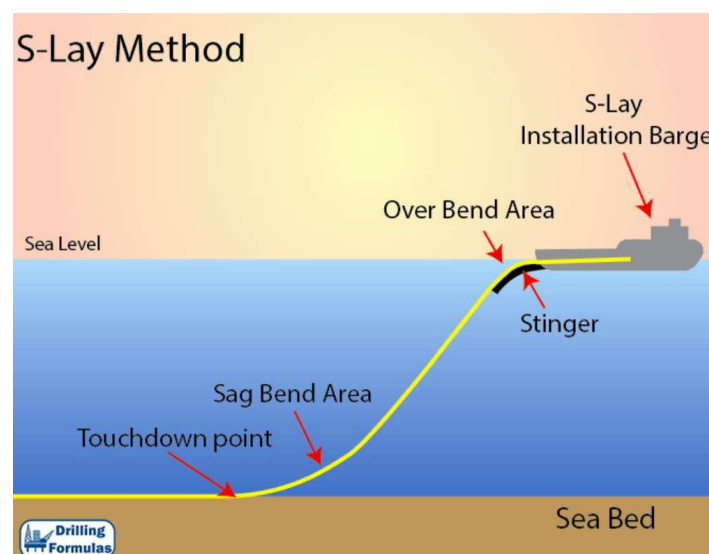 S-Lay Method
S-Lay
Installation Barge
Over Bend Area
Sea Level
Stinger
Sag Bend Area
Touchdown point
Sea Bed
Drilling
Formulas